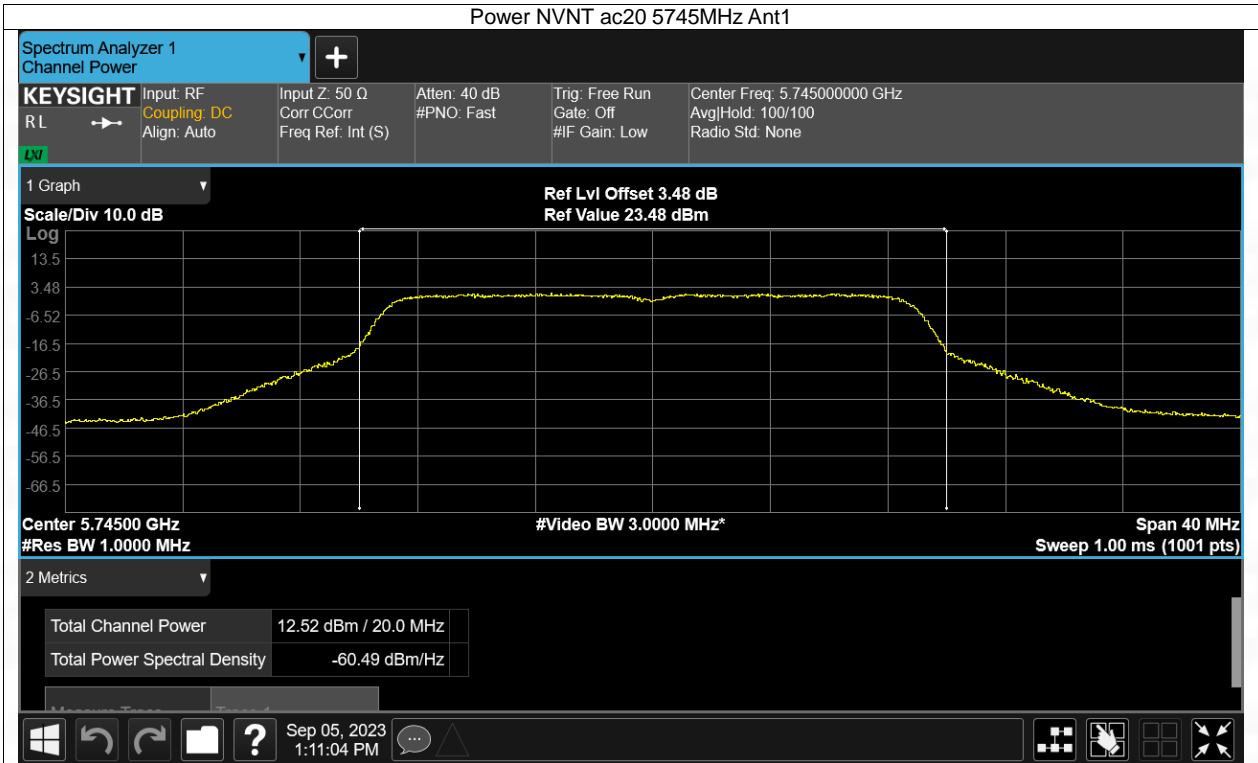 Power NVNT ac20 5745MHz Ant1
Spectrum Analyzer 1
Channel Power
KEYSIGHT
R L
LXI
Input: RF
Coupling: DC
Align: Auto
Input Z: 50 Ω
Corr CCorr
Freq Ref: Int (S)
Atten: 40 dB
#PNO: Fast
Trig: Free Run
Gate: Off
#IF Gain: Low
Center Freq: 5.745000000 GHz
Avg|Hold: 100/100
Radio Std: None
1 Graph
Scale/Div 10.0 dB
Ref Lvl Offset 3.48 dB
Ref Value 23.48 dBm
Log
13.5
3.48
-6.52
-16.5
-26.5
-36.5
-46.5
-56.5
-66.5
Center 5.74500 GHz
#Video BW 3.0000 MHz*
Span 40 MHz
#Res BW 1.0000 MHz
Sweep 1.00 ms (1001 pts)
2 Metrics
Total Channel Power 12.52 dBm / 20.0 MHz
Total Power Spectral Density -60.49 dBm/Hz
?
Sep 05, 2023
1:11:04 PM